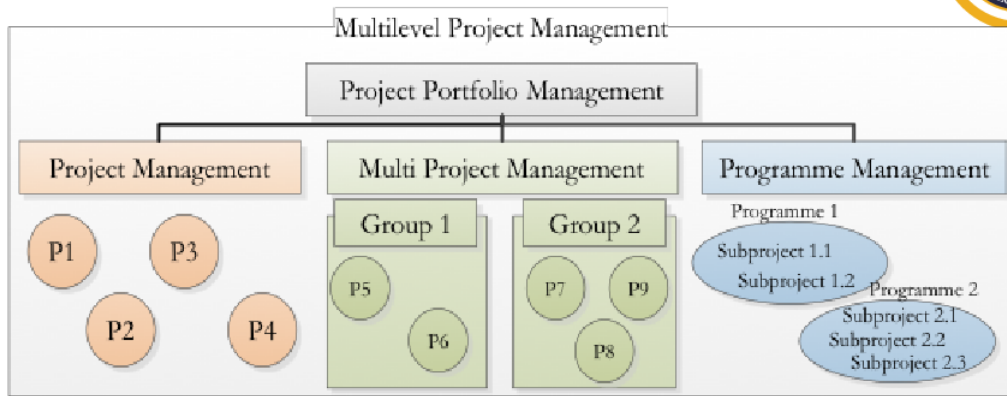 Multilevel Project Management
Project Portfolio Management
Project Management
Multi Project Management
Programme Management
P1
P3
P2
P4
Group 1
P5
P6
Group 2
P7
P9
P8
Programme 1
Subproject 1.1
Subproject 1.2
Programme 2
Subproject 2.1
Subproject 2.2
Subproject 2.3